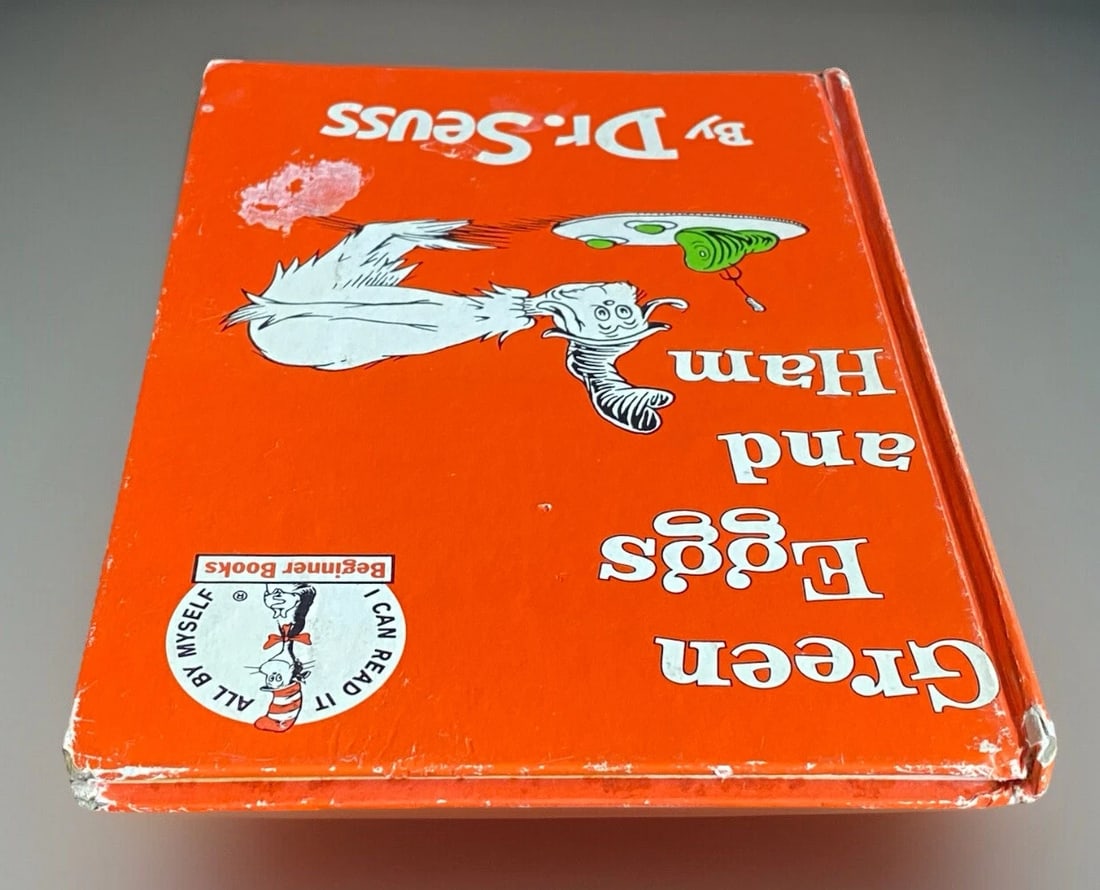 Green
Eggs
and
Ham
By Dr. Seuss
I CAN READ IT ALL BY MYSELF
®
Beginner Books